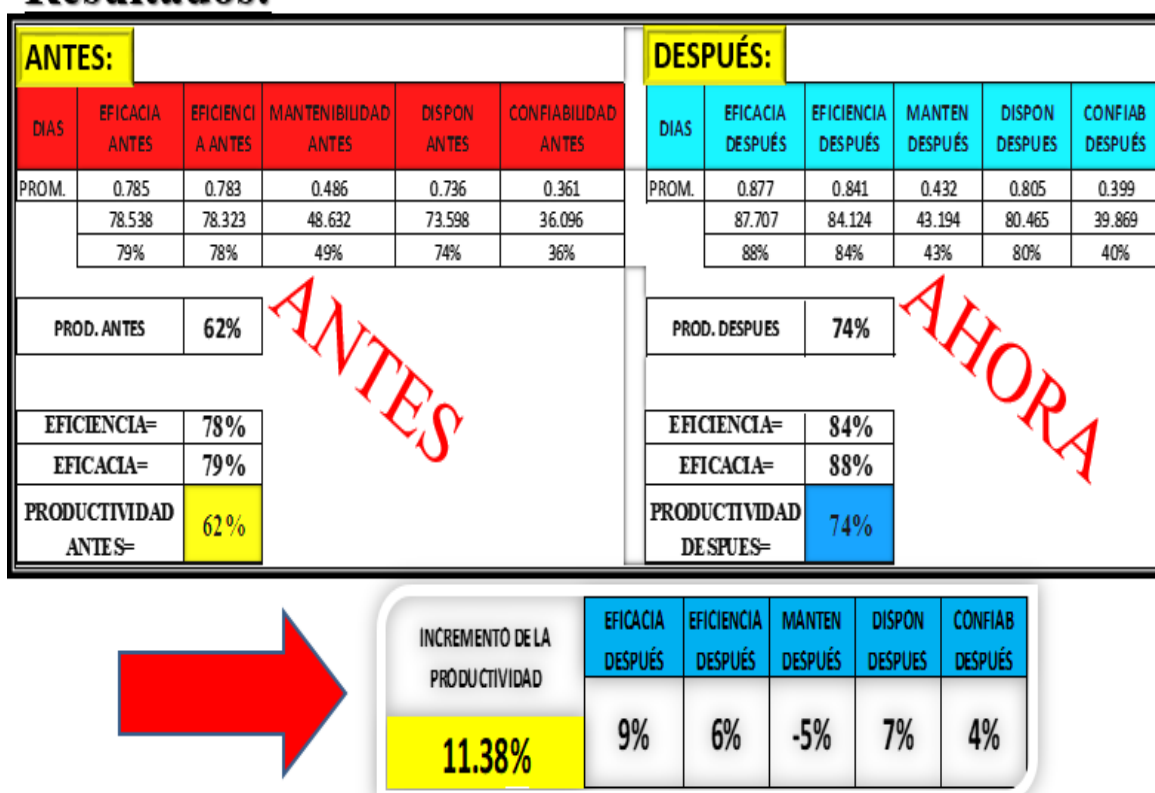 Resultados:
ANTES:
DIAS EFICACIA ANTES EFICIENCI A ANTES MANTENIBILIDAD ANTES DISPON ANTES CONFIABILIDAD ANTES
PROM. 0.785 0.783 0.486 0.736 0.361
78.538 78.323 48.632 73.598 36.096
79% 78% 49% 74% 36%
PROD. ANTES 62%
ANTES
EFICIENCIA= 78%
EFICACIA= 79%
PRODUCTIVIDAD ANTES= 62%
DESPUÉS:
DIAS EFICACIA DESPUÉS EFICIENCIA DESPUÉS MANTEN DESPUÉS DISPON DESPUES CONFIAB DESPUÉS
PROM. 0.877 0.841 0.432 0.805 0.399
87.707 84.124 43.194 80.465 39.869
88% 84% 43% 80% 40%
PROD. DESPUES 74%
AHORA
EFICIENCIA= 84%
EFICACIA= 88%
PRODUCTIVIDAD DESPUES= 74%
INCREMENTO DE LA PRODUCTIVIDAD
11.38%
EFICACIA DESPUÉS EFICIENCIA DESPUÉS MANTEN DESPUÉS DISPON DESPUES CONFIAB DESPUÉS
9% 6% -5% 7% 4%